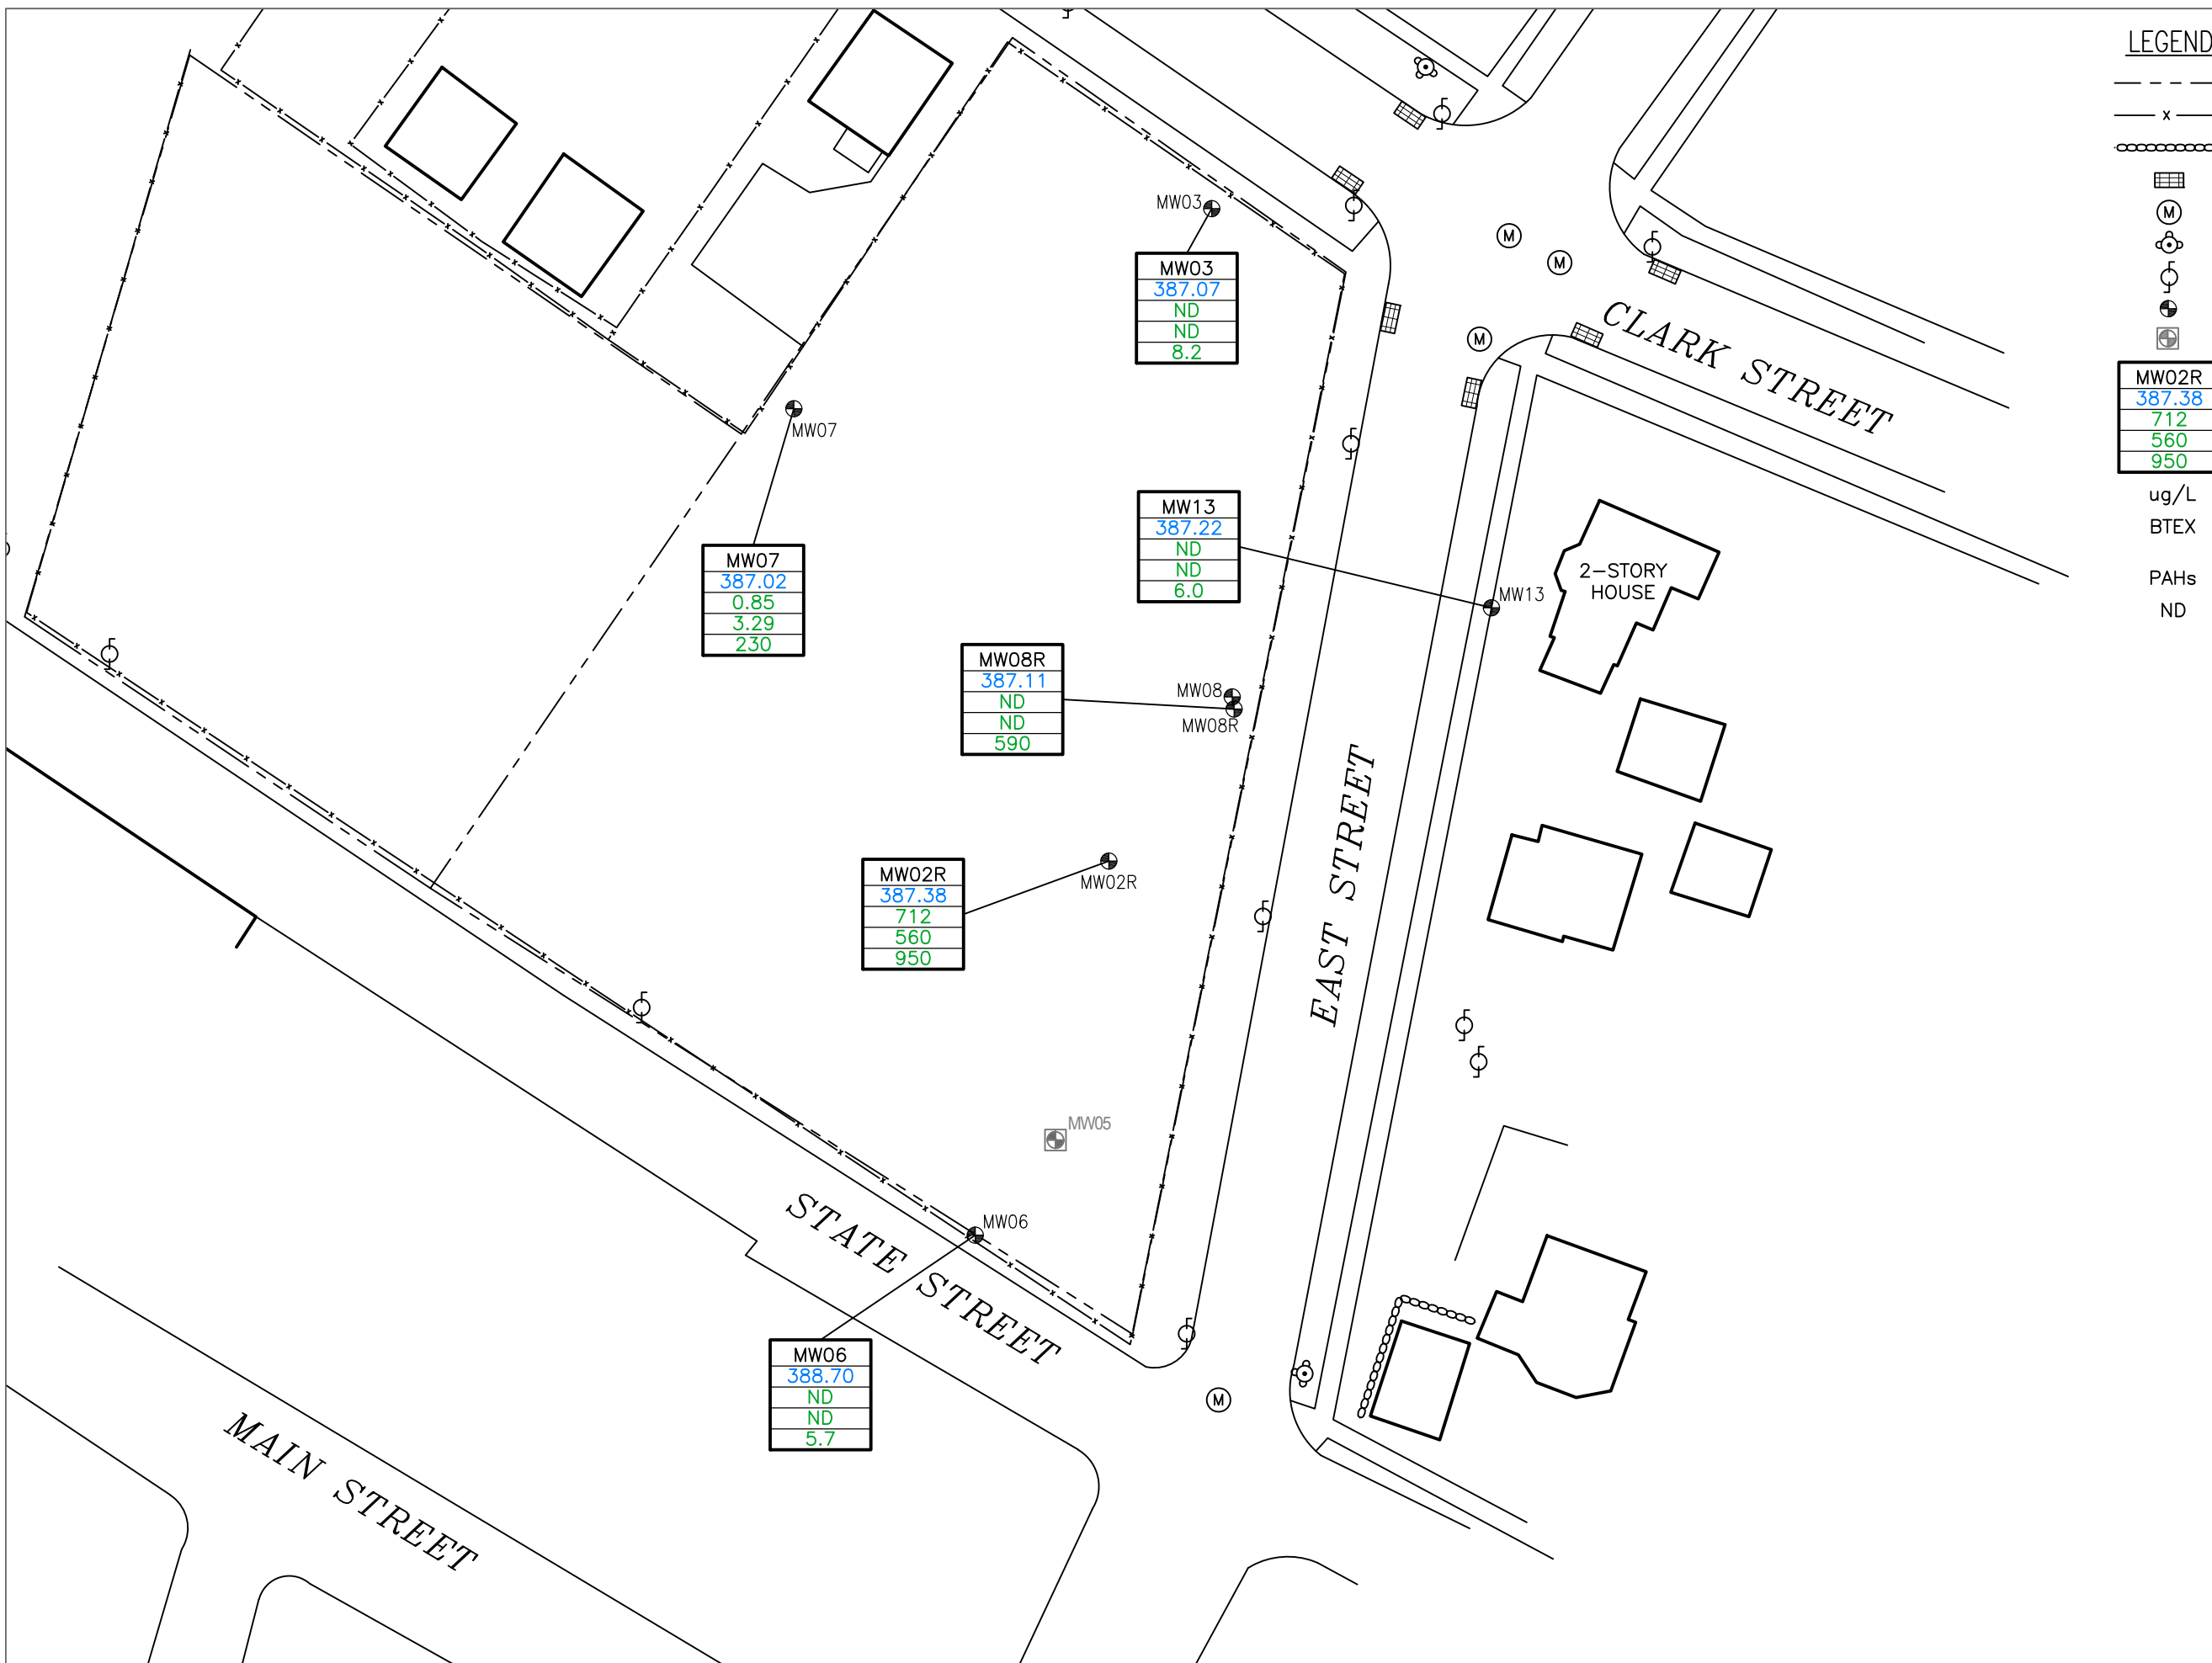 LEGEND
x
M
MW02R
387.38
712
560
950
ug/L
BTEX
PAHs
ND
MW03
MW03
387.07
ND
ND
8.2
M
M
M
CLARK STREET
MW07
MW07
387.02
0.85
3.29
230
MW13
387.22
ND
ND
6.0
MW13
2-STORY
HOUSE
MW08R
387.11
ND
ND
590
MW08
MW08R
EAST STREET
MW02R
387.38
712
560
950
MW02R
MW05
MW06
STATE STREET
MW06
388.70
ND
ND
5.7
M
MAIN STREET